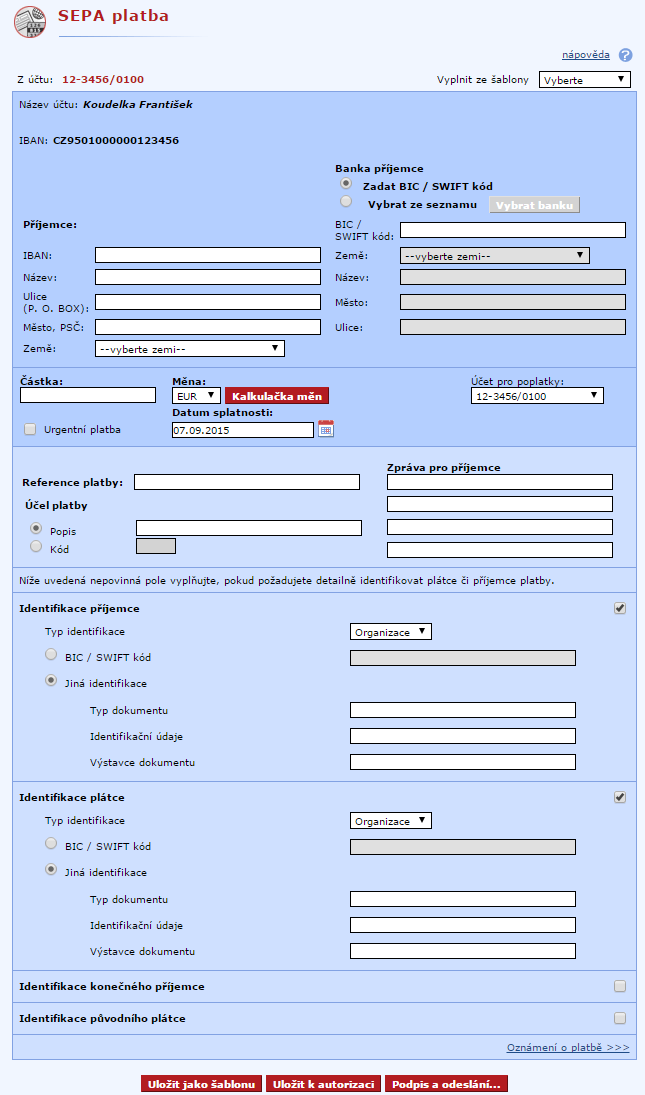 SEPA platba
nápověda
Z účtu: 12-3456/0100 Vyplnit ze šablony Vyberte
Název účtu: Koudelka František
IBAN: CZ9501000000123456
Banka příjemce
Zadat BIC / SWIFT kód
Vybrat ze seznamu Vybrat banku
Příjemce: BIC / SWIFT kód:
IBAN: Země: --vyberte zemi--
Název: Název:
Ulice (P. O. BOX): Město:
Město, PSČ: Ulice:
Země: --vyberte zemi--
Částka: Měna: Účet pro poplatky:
EUR Kalkulačka měn 12-3456/0100
Datum splatnosti:
Urgentní platba 07.09.2015
Zpráva pro příjemce
Reference platby:
Účel platby
Popis
Kód
Níže uvedená nepovinná pole vyplňujte, pokud požadujete detailně identifikovat plátce či příjemce platby.
Identifikace příjemce
Typ identifikace Organizace
BIC / SWIFT kód
Jiná identifikace
Typ dokumentu
Identifikační údaje
Výstavce dokumentu
Identifikace plátce
Typ identifikace Organizace
BIC / SWIFT kód
Jiná identifikace
Typ dokumentu
Identifikační údaje
Výstavce dokumentu
Identifikace konečného příjemce
Identifikace původního plátce
Oznámení o platbě >>>
Uložit jako šablonu Uložit k autorizaci Podpis a odeslání...